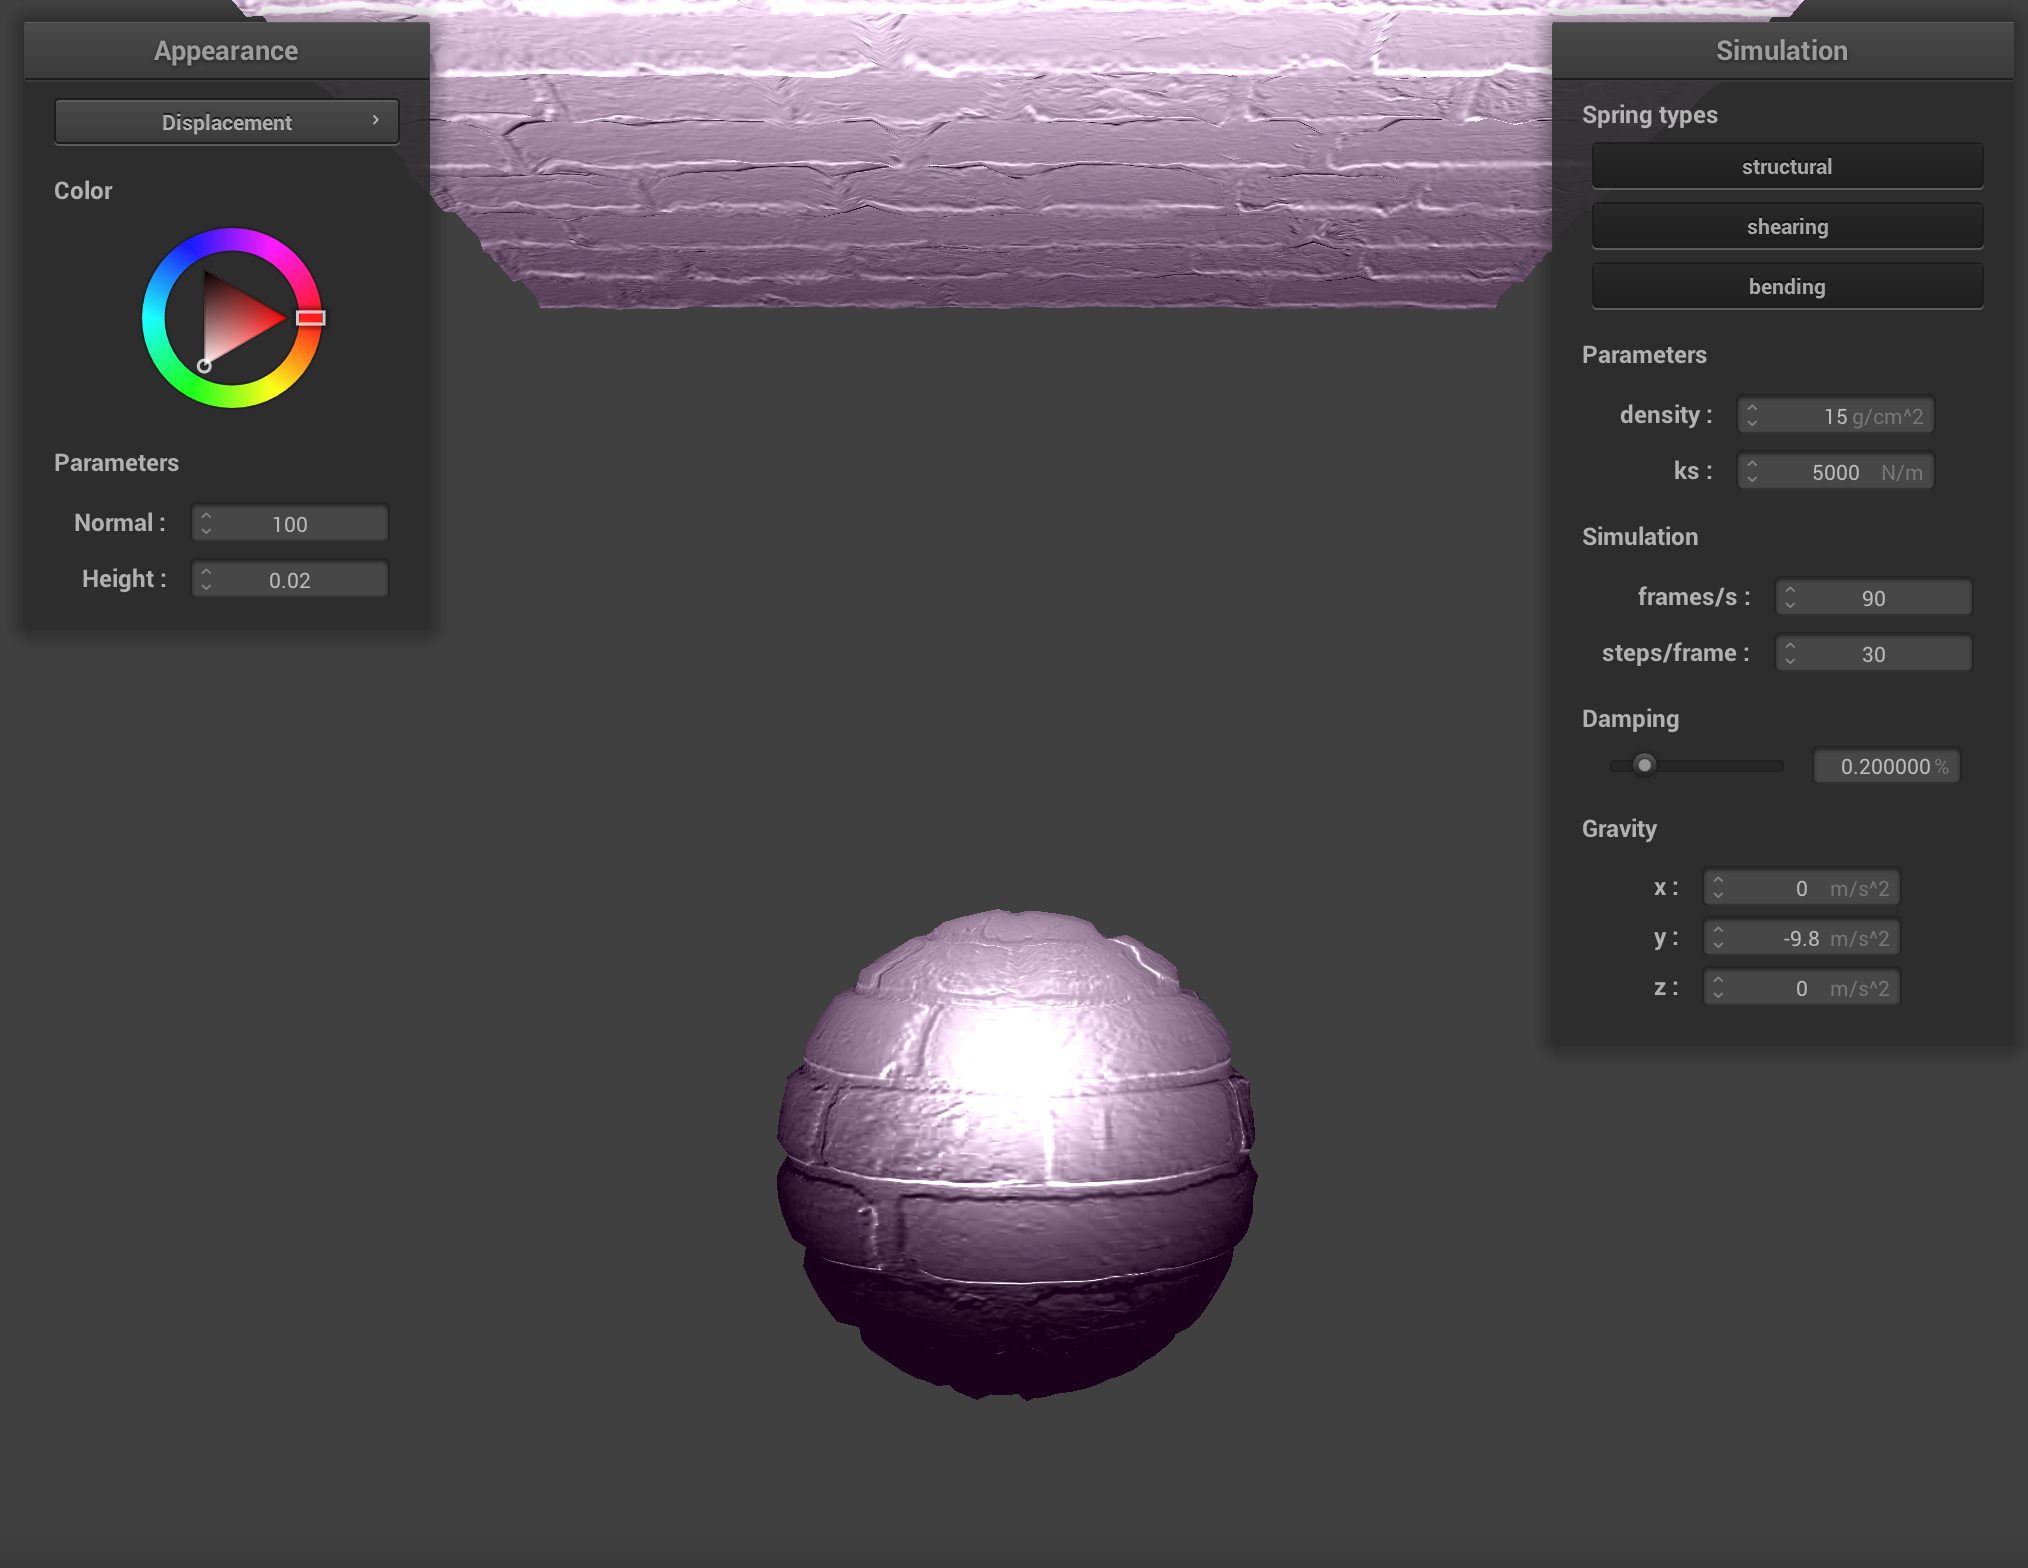 Appearance
Displacement
Color
Parameters
Normal : 100
Height : 0.02
Simulation
Spring types
structural
shearing
bending
Parameters
density : 15 g/cm^2
ks : 5000 N/m
Simulation
frames/s : 90
steps/frame : 30
Damping
0.200000 %
Gravity
x : 0 m/s^2
y : -9.8 m/s^2
z : 0 m/s^2